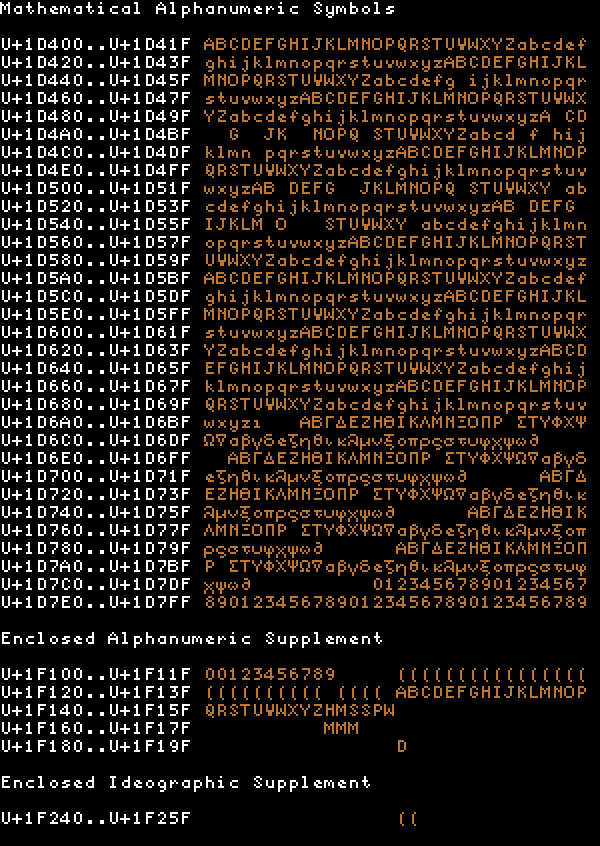 Mathematical Alphanumeric Symbols
U+1D400..U+1D41F ABCDEFGHIJKLMNOPQRSTUVWXYZabcdef
U+1D420..U+1D43F ghijklmnopqrstuvwxyzABCDEFGHIJKL
U+1D440..U+1D45F MNOPQRSTUVWXYZabcdefg ijklmnopqr
U+1D460..U+1D47F stuvwxyzABCDEFGHIJKLMNOPQRSTUVWX
U+1D480..U+1D49F YZabcdefghijklmnopqrstuvwxyzA CD
U+1D4A0..U+1D4BF   G  JK  NOPQ STUVWXYZabcd f hij
U+1D4C0..U+1D4DF klmn pqrstuvwxyzABCDEFGHIJKLMNOP
U+1D4E0..U+1D4FF QRSTUVWXYZabcdefghijklmnopqrstuv
U+1D500..U+1D51F wxyzAB DEFG  JKLMNOPQ STUVWXY ab
U+1D520..U+1D53F cdefghijklmnopqrstuvwxyzAB DEFG
U+1D540..U+1D55F IJKLM O   STUVWXY abcdefghijklmn
U+1D560..U+1D57F opqrstuvwxyzABCDEFGHIJKLMNOPQRST
U+1D580..U+1D59F UVWXYZabcdefghijklmnopqrstuvwxyz
U+1D5A0..U+1D5BF ABCDEFGHIJKLMNOPQRSTUVWXYZabcdef
U+1D5C0..U+1D5DF ghijklmnopqrstuvwxyzABCDEFGHIJKL
U+1D5E0..U+1D5FF MNOPQRSTUVWXYZabcdefghijklmnopqr
U+1D600..U+1D61F stuvwxyzABCDEFGHIJKLMNOPQRSTUVWX
U+1D620..U+1D63F YZabcdefghijklmnopqrstuvwxyzABCD
U+1D640..U+1D65F EFGHIJKLMNOPQRSTUVWXYZabcdefghij
U+1D660..U+1D67F klmnopqrstuvwxyzABCDEFGHIJKLMNOP
U+1D680..U+1D69F QRSTUVWXYZabcdefghijklmnopqrstuv
U+1D6A0..U+1D6BF wxyzı   ΑΒΓΔΕΖΗΘΙΚΛΜΝΞΟΠΡ ΣΤΥΦΧΨ
U+1D6C0..U+1D6DF Ω∇αβγδεζηθικλμνξοπρςστυφχψω∂
U+1D6E0..U+1D6FF   ΑΒΓΔΕΖΗΘΙΚΛΜΝΞΟΠΡ ΣΤΥΦΧΨΩ∇αβγδ
U+1D700..U+1D71F εζηθικλμνξοπρςστυφχψω∂      ΑΒΓΔ
U+1D720..U+1D73F ΕΖΗΘΙΚΛΜΝΞΟΠΡ ΣΤΥΦΧΨΩ∇αβγδεζηθικ
U+1D740..U+1D75F λμνξοπρςστυφχψω∂      ΑΒΓΔΕΖΗΘΙΚ
U+1D760..U+1D77F ΛΜΝΞΟΠΡ ΣΤΥΦΧΨΩ∇αβγδεζηθικλμνξοπ
U+1D780..U+1D79F ρςστυφχψω∂      ΑΒΓΔΕΖΗΘΙΚΛΜΝΞΟΠ
U+1D7A0..U+1D7BF Ρ ΣΤΥΦΧΨΩ∇αβγδεζηθικλμνξοπρςστυφ
U+1D7C0..U+1D7DF χψω∂          012345678901234567
U+1D7E0..U+1D7FF 89012345678901234567890123456789
Enclosed Alphanumeric Supplement
U+1F100..U+1F11F 00123456789     ((((((((((((((((
U+1F120..U+1F13F (((((((((( (((( ABCDEFGHIJKLMNOP
U+1F140..U+1F15F QRSTUVWXYZHMSSPW
U+1F160..U+1F17F           MMM
U+1F180..U+1F19F                 D
Enclosed Ideographic Supplement
U+1F240..U+1F25F                 ((